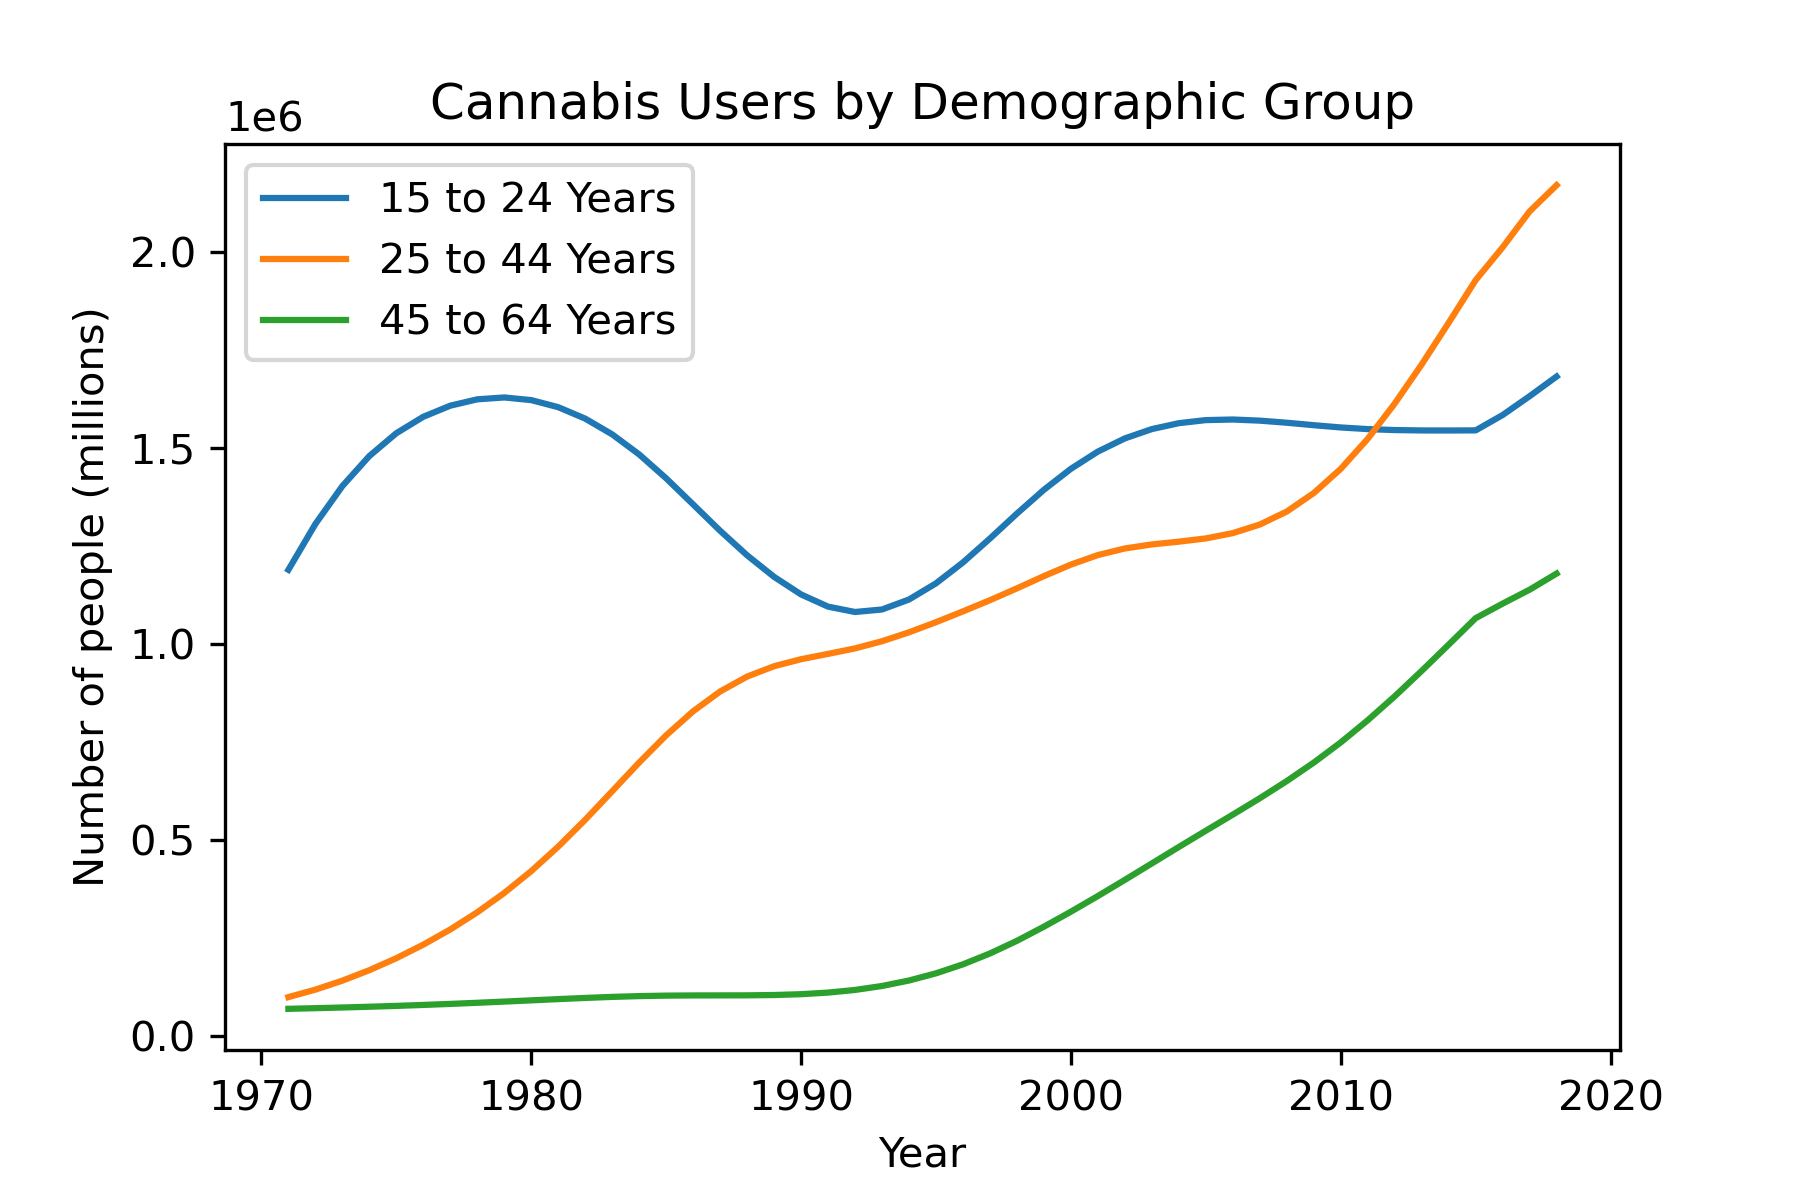 Cannabis Users by Demographic Group
1e6
15 to 24 Years
25 to 44 Years
45 to 64 Years
Number of people (millions)
2.0
1.5
1.0
0.5
0.0
1970 1980 1990 2000 2010 2020
Year